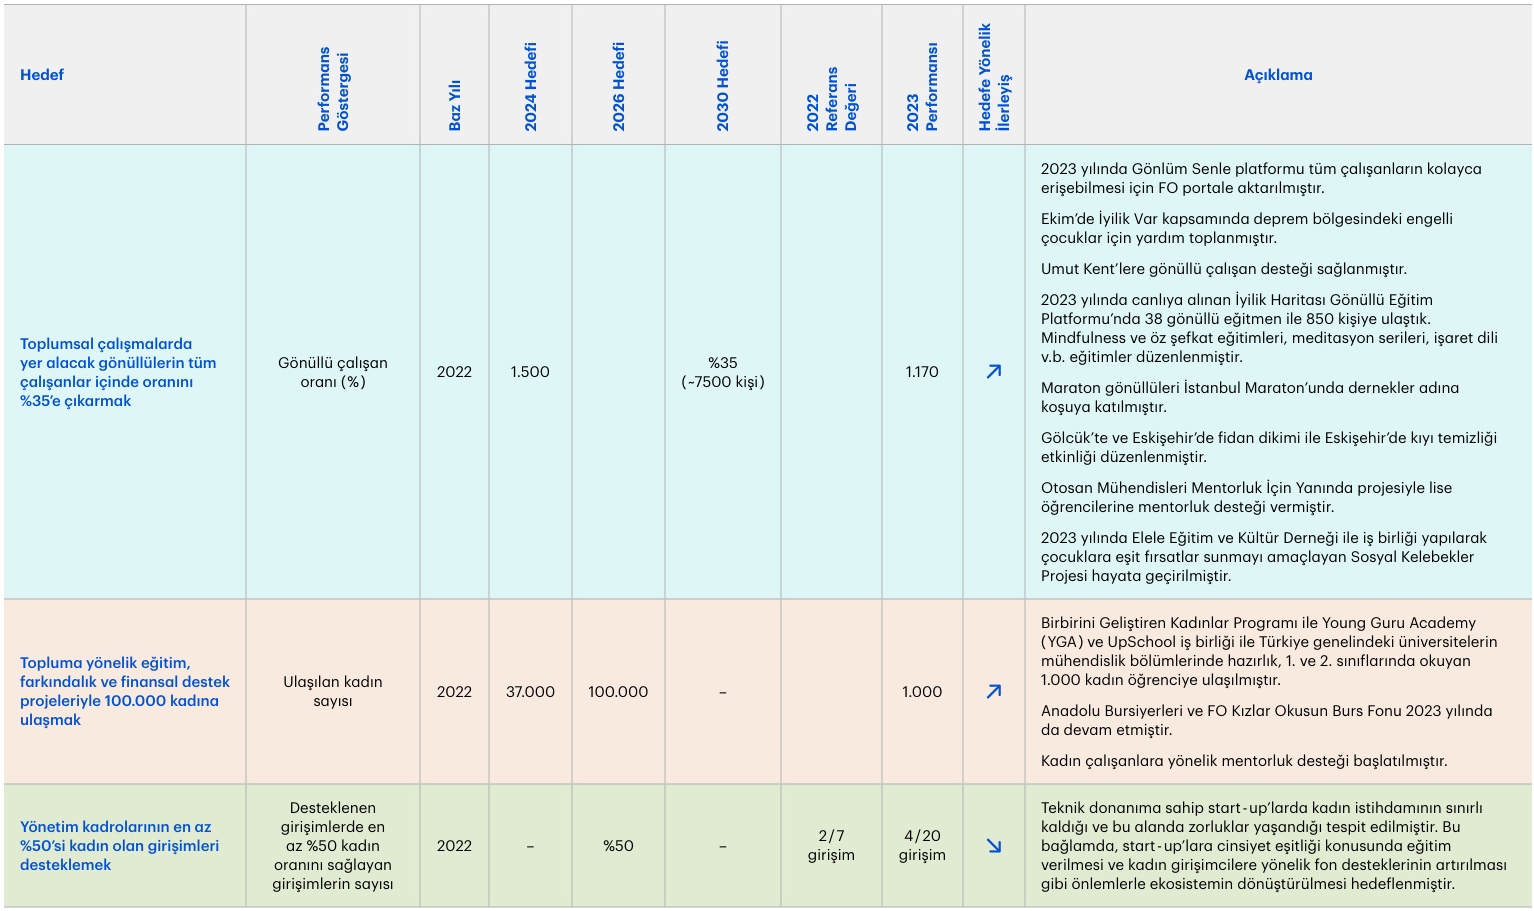 Hedef
Performans
Göstergesi
Baz Yılı
2024 Hedefi
2026 Hedefi
2030 Hedefi
2022
Referans
Değeri
2023
Performansı
Hedefe Yönelik
İlerleyiş
Açıklama
Toplumsal çalışmalarda
yer alacak gönüllülerin tüm
çalışanlar içinde oranını
%35’e çıkarmak
Gönüllü çalışan
oranı (%)
2022
1.500
%35
(~7500 kişi)
1.170
2023 yılında Gönlüm Senle platformu tüm çalışanların kolayca
erişebilmesi için FO portale aktarılmıştır.
Ekim’de İyilik Var kapsamında deprem bölgesindeki engelli
çocuklar için yardım toplanmıştır.
Umut Kent’lere gönüllü çalışan desteği sağlanmıştır.
2023 yılında canlıya alınan İyilik Haritası Gönüllü Eğitim
Platformu’nda 38 gönüllü eğitmen ile 850 kişiye ulaştık.
Mindfulness ve öz şefkat eğitimleri, meditasyon serileri, işaret dili
v.b. eğitimler düzenlenmiştir.
Maraton gönüllüleri İstanbul Maraton’unda dernekler adına
koşuya katılmıştır.
Gölcük’te ve Eskişehir’de fidan dikimi ile Eskişehir’de kıyı temizliği
etkinliği düzenlenmiştir.
Otosan Mühendisleri Mentorluk İçin Yanında projesiyle lise
öğrencilerine mentorluk desteği vermiştir.
2023 yılında Elele Eğitim ve Kültür Derneği ile iş birliği yapılarak
çocuklara eşit fırsatlar sunmayı amaçlayan Sosyal Kelebekler
Projesi hayata geçirilmiştir.
Topluma yönelik eğitim,
farkındalık ve finansal destek
projeleriyle 100.000 kadına
ulaşmak
Ulaşılan kadın
sayısı
2022
37.000
100.000
–
1.000
Birbirini Geliştiren Kadınlar Programı ile Young Guru Academy
(YGA) ve UpSchool iş birliği ile Türkiye genelindeki üniversitelerin
mühendislik bölümlerinde hazırlık, 1. ve 2. sınıflarında okuyan
1.000 kadın öğrenciye ulaşılmıştır.
Anadolu Bursiyerleri ve FO Kızlar Okusun Burs Fonu 2023 yılında
da devam etmiştir.
Kadın çalışanlara yönelik mentorluk desteği başlatılmıştır.
Yönetim kadrolarının en az
%50’si kadın olan girişimleri
desteklemek
Desteklenen
girişimlerde en
az %50 kadın
oranını sağlayan
girişimlerin sayısı
2022
–
%50
–
2/7
girişim
4/20
girişim
Teknik donanıma sahip start-up’larda kadın istihdamının sınırlı
kaldığı ve bu alanda zorluklar yaşandığı tespit edilmiştir. Bu
bağlamda, start-up’lara cinsiyet eşitliği konusunda eğitim
verilmesi ve kadın girişimcilere yönelik fon desteklerinin artırılması
gibi önlemlerle ekosistemin dönüştürülmesi hedeflenmiştir.